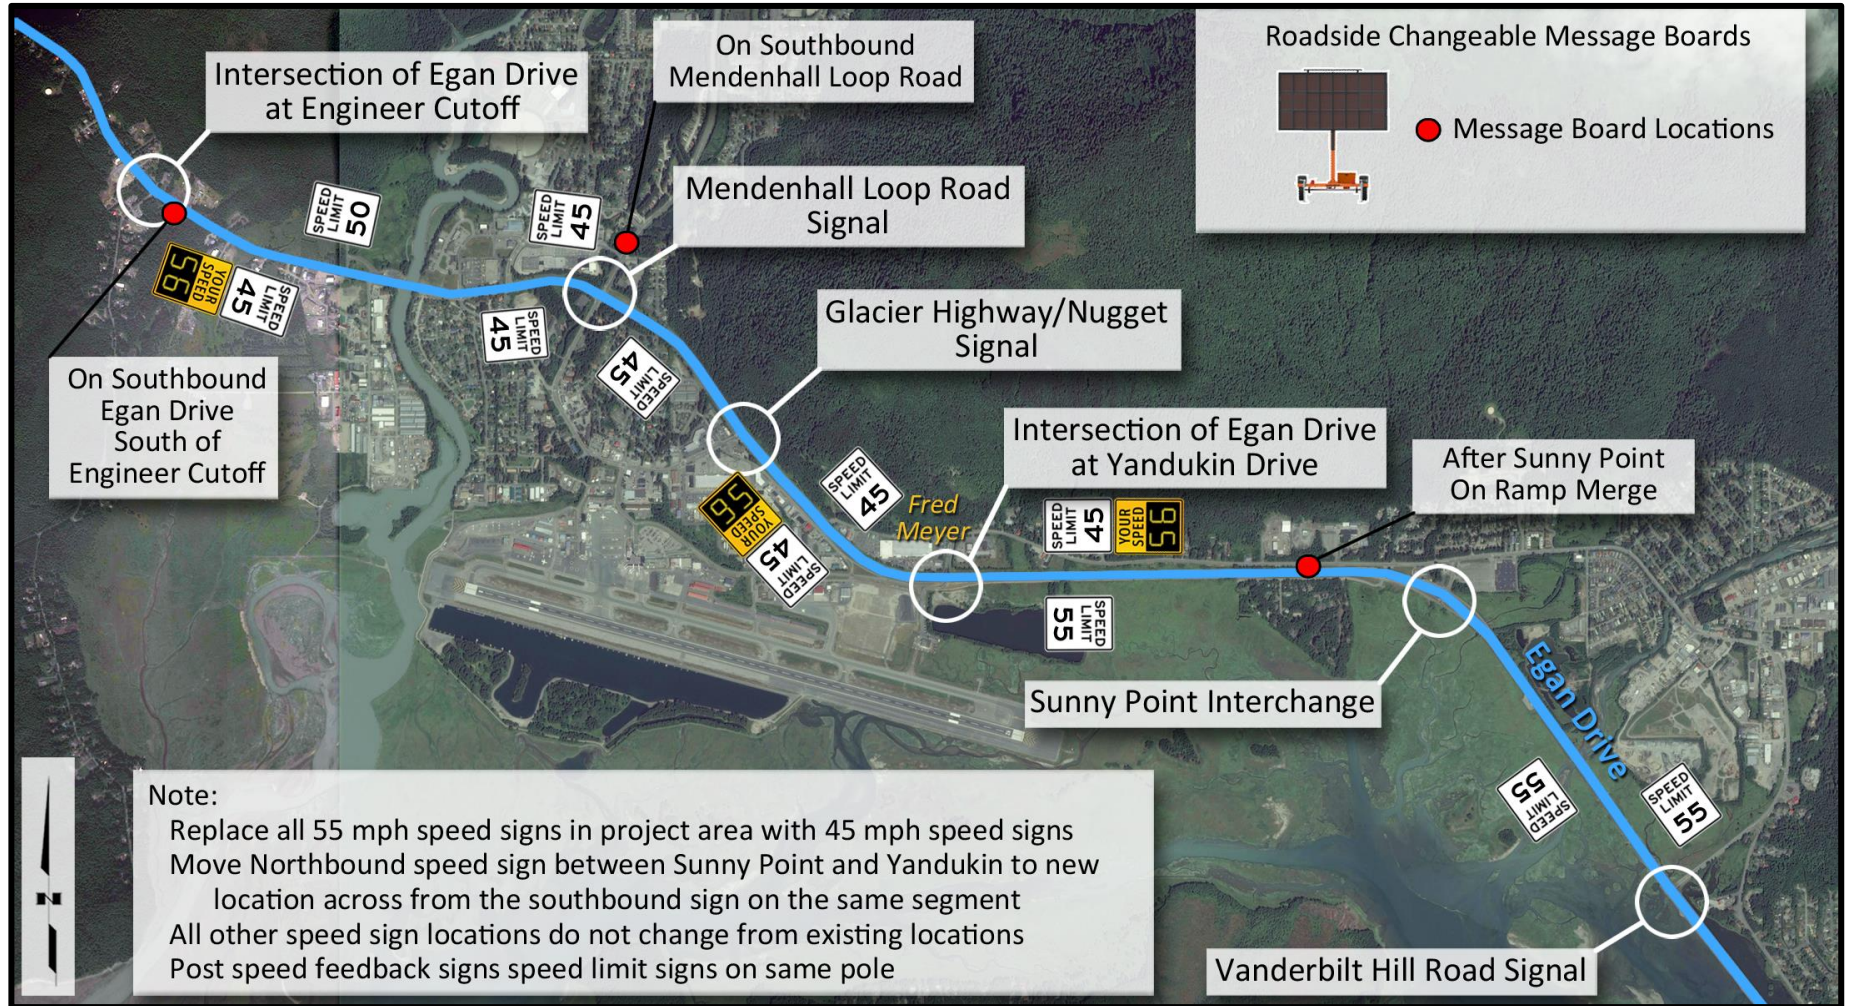 Roadside Changeable Message Boards
Message Board Locations
On Southbound
Mendenhall Loop Road
Intersection of Egan Drive
at Engineer Cutoff
Mendenhall Loop Road
Signal
SPEED
LIMIT
50
SPEED
LIMIT
45
56
YOUR
SPEED
SPEED
LIMIT
45
SPEED
LIMIT
45
SPEED
LIMIT
45
Glacier Highway/Nugget
Signal
On Southbound
Egan Drive
South of
Engineer Cutoff
Intersection of Egan Drive
at Yandukin Drive
After Sunny Point
On Ramp Merge
SPEED
LIMIT
45
Fred
Meyer
SPEED
LIMIT
45
YOUR
SPEED
56
56
YOUR
SPEED
SPEED
LIMIT
45
SPEED
LIMIT
55
Sunny Point Interchange
Egan Drive
SPEED
LIMIT
55
SPEED
LIMIT
55
N
Note:
Replace all 55 mph speed signs in project area with 45 mph speed signs
Move Northbound speed sign between Sunny Point and Yandukin to new
location across from the southbound sign on the same segment
All other speed sign locations do not change from existing locations
Post speed feedback signs speed limit signs on same pole
Vanderbilt Hill Road Signal